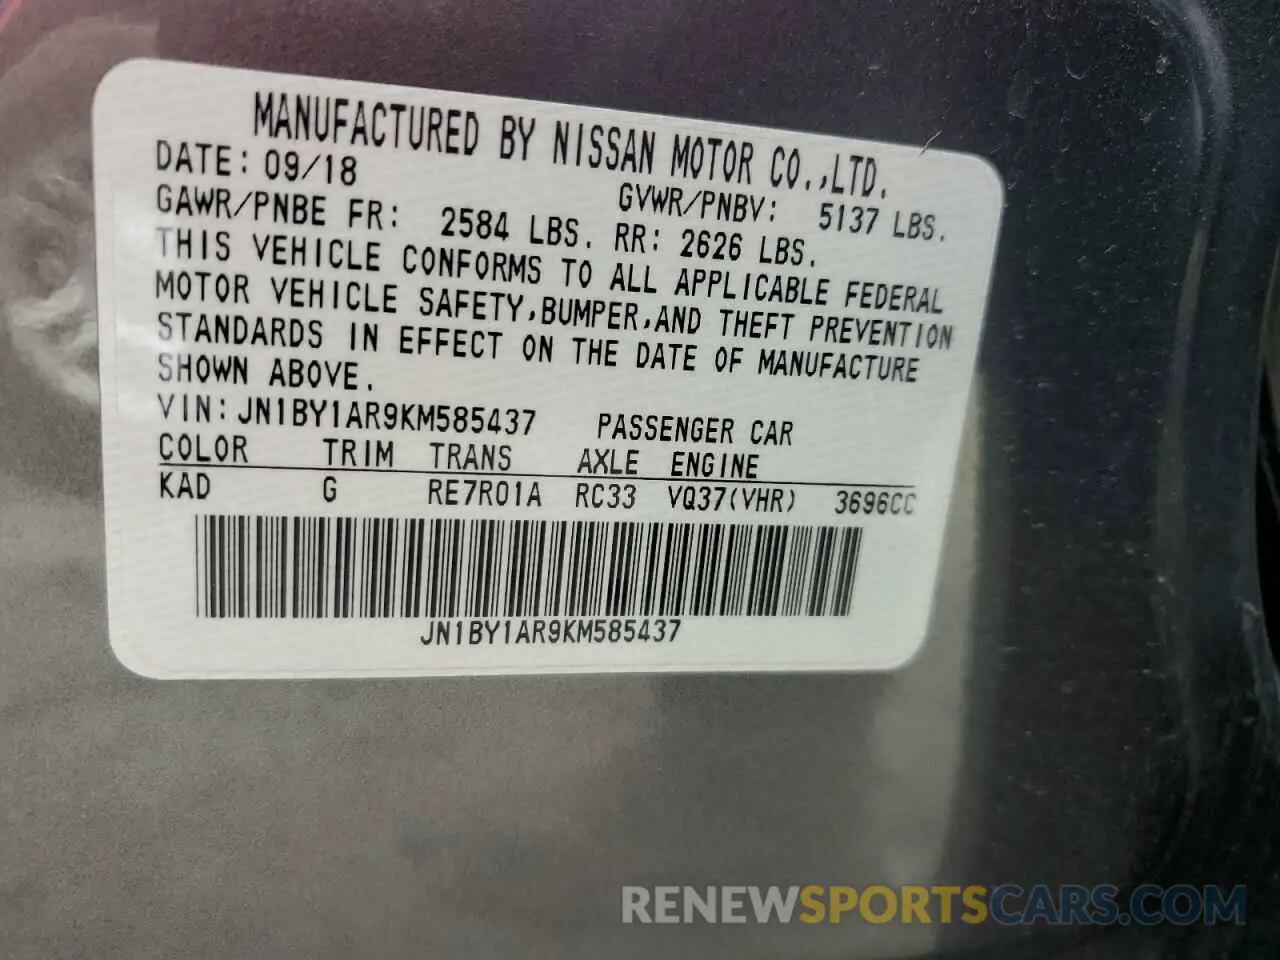 MANUFACTURED BY NISSAN MOTOR CO.,LTD.
DATE: 09/18 GVWR/PNBV: 5137 LBS.
GAWR/PNBE FR: 2584 LBS. RR: 2626 LBS.
THIS VEHICLE CONFORMS TO ALL APPLICABLE FEDERAL
MOTOR VEHICLE SAFETY,BUMPER,AND THEFT PREVENTION
STANDARDS IN EFFECT ON THE DATE OF MANUFACTURE
SHOWN ABOVE.
VIN:JN1BY1AR9KM585437 PASSENGER CAR
COLOR TRIM TRANS AXLE ENGINE
KAD G RE7R01A RC33 VQ37(VHR) 3696CC
JN1BY1AR9KM585437
RENEWSPORTSCARS.COM